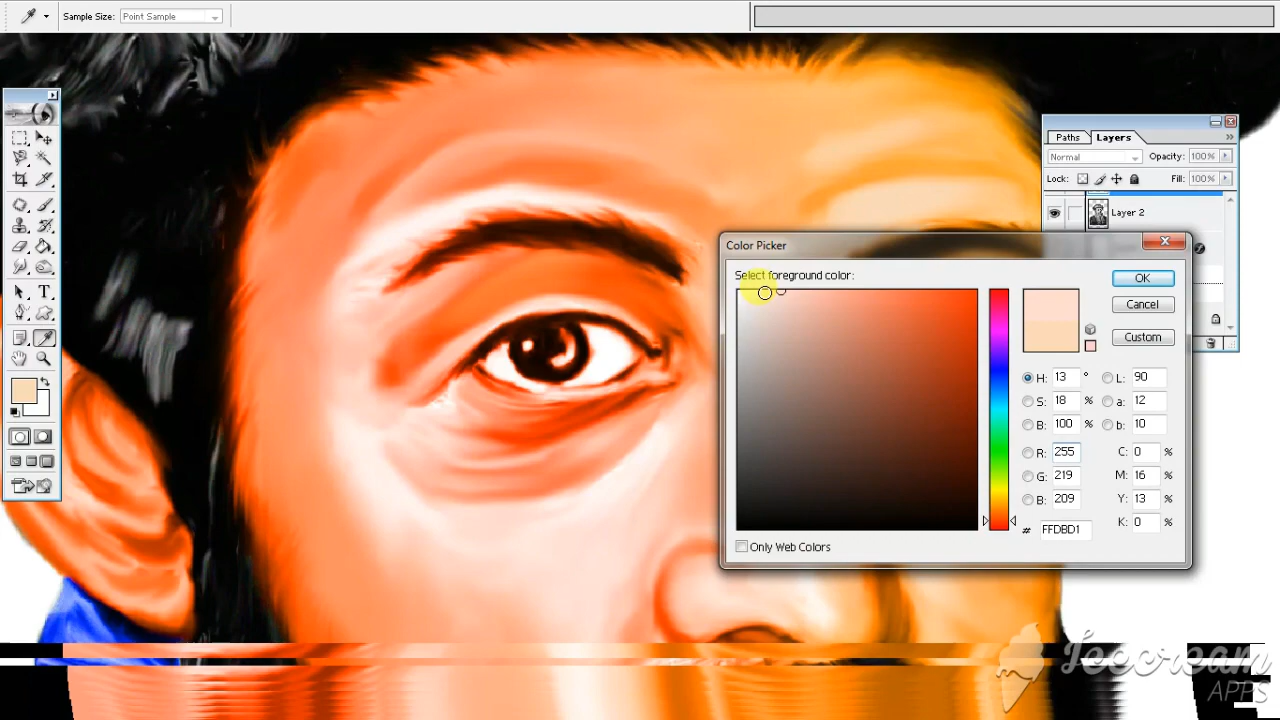 Sample Size: Point Sample
Paths Layers
Normal Opacity: 100%
Lock: Fill: 100%
Layer 2
Color Picker
Select foreground color:
OK
Cancel
Custom
H: 13 ° L: 90
S: 18 % a: 12
B: 100 % b: 10
R: 255 C: 0 %
G: 219 M: 16 %
B: 209 Y: 13 %
# FFDBD1 K: 0 %
Only Web Colors
T
Icecream
APPS